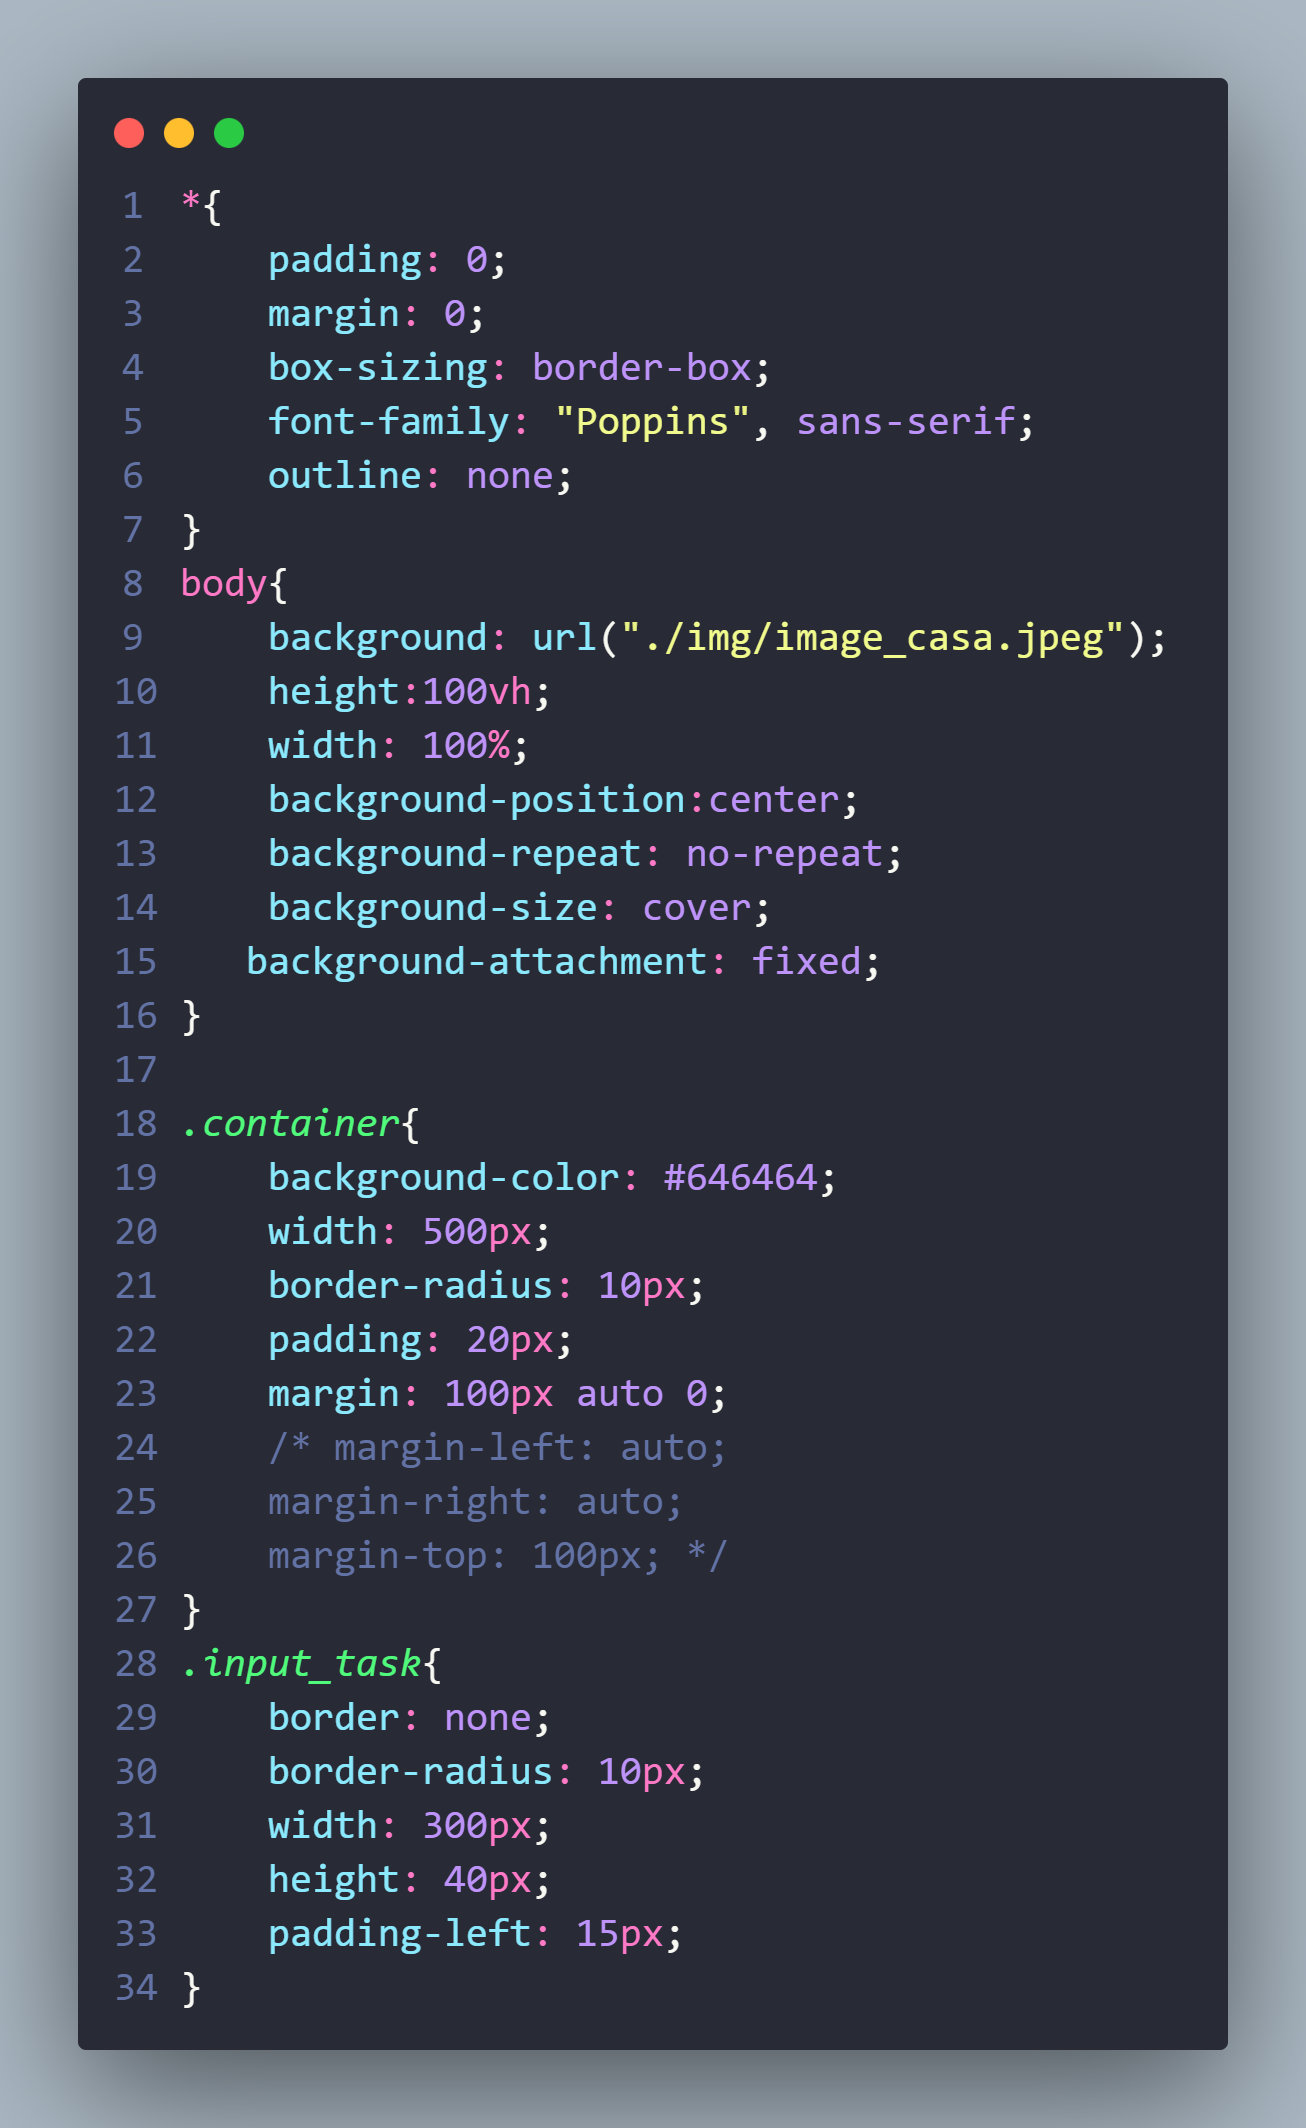 1 *{
2     padding: 0;
3     margin: 0;
4     box-sizing: border-box;
5     font-family: "Poppins", sans-serif;
6     outline: none;
7 }
8 body{
9     background: url("./img/image_casa.jpeg");
10     height:100vh;
11     width: 100%;
12     background-position:center;
13     background-repeat: no-repeat;
14     background-size: cover;
15    background-attachment: fixed;
16 }
17
18 .container{
19     background-color: #646464;
20     width: 500px;
21     border-radius: 10px;
22     padding: 20px;
23     margin: 100px auto 0;
24     /* margin-left: auto;
25     margin-right: auto;
26     margin-top: 100px; */
27 }
28 .input_task{
29     border: none;
30     border-radius: 10px;
31     width: 300px;
32     height: 40px;
33     padding-left: 15px;
34 }